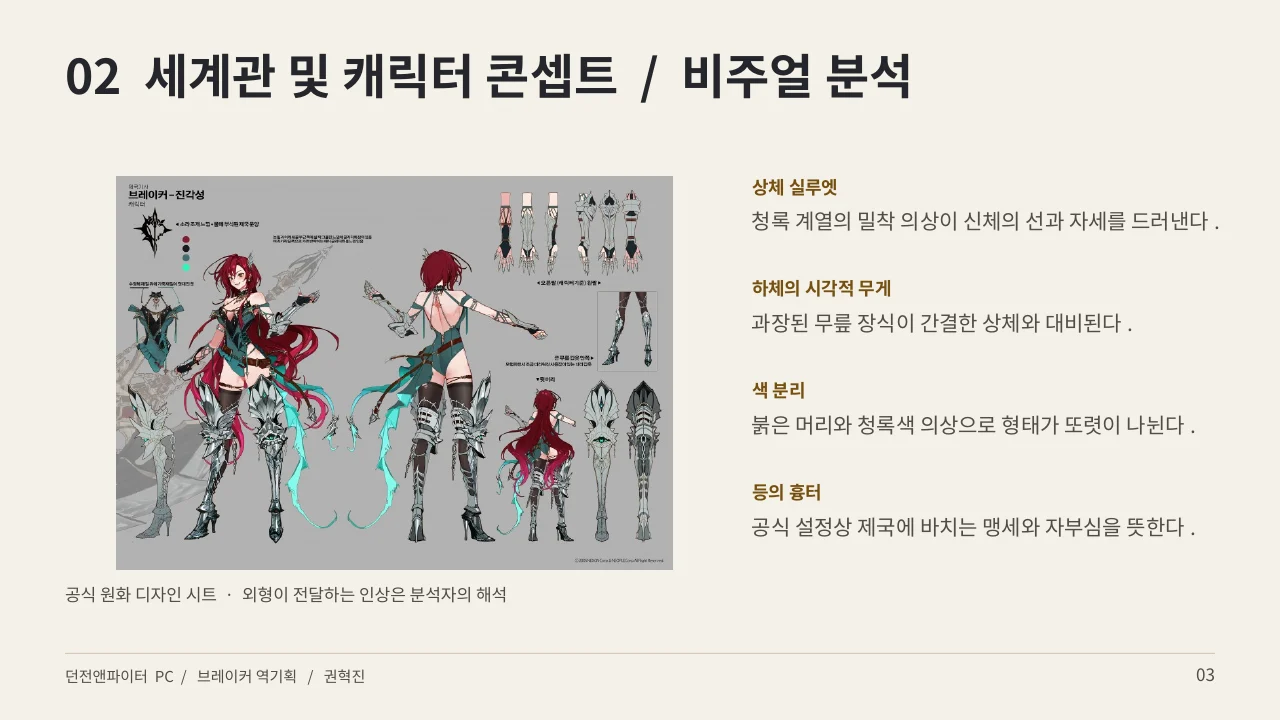 02 세계관 및 캐릭터 콘셉트 / 비주얼 분석
브레이커-진각성
캐릭터
상체 실루엣
청록 계열의 밀착 의상이 신체의 선과 자세를 드러낸다 .
하체의 시각적 무게
과장된 무릎 장식이 간결한 상체와 대비된다 .
색 분리
붉은 머리와 청록색 의상으로 형태가 또렷이 나뉜다 .
등의 흉터
공식 설정상 제국에 바치는 맹세와 자부심을 뜻한다 .
공식 원화 디자인 시트 · 외형이 전달하는 인상은 분석자의 해석
던전앤파이터 PC / 브레이커 역기획 / 권혁진
03